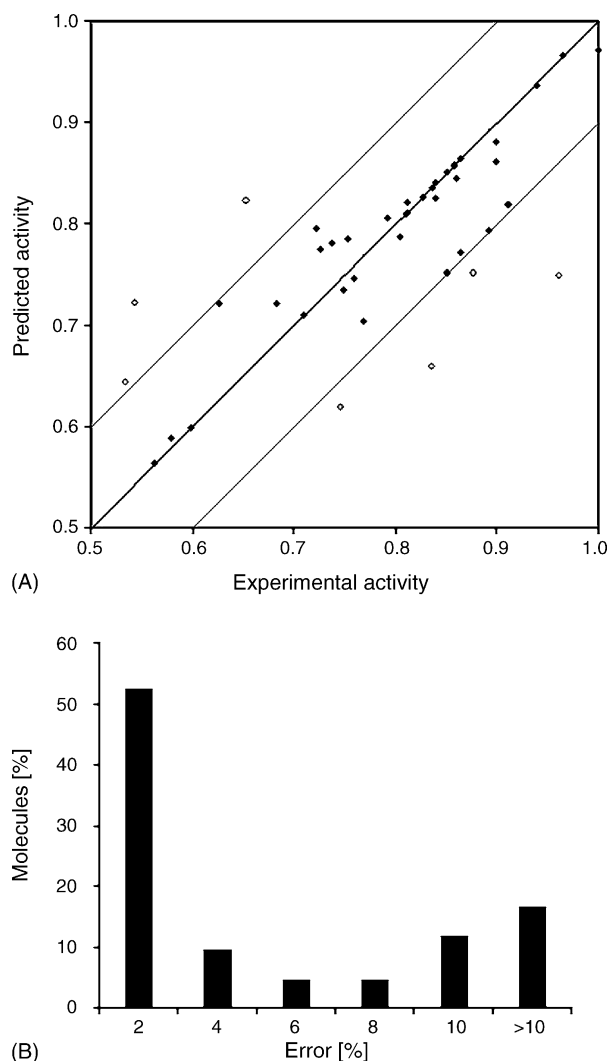 1.0
0.9
0.8
0.7
0.6
0.5
Predicted activity
0.5 0.6 0.7 0.8 0.9 1.0
(A) Experimental activity
60
50
40
30
20
10
0
Molecules [%]
2 4 6 8 10 >10
(B) Error [%]